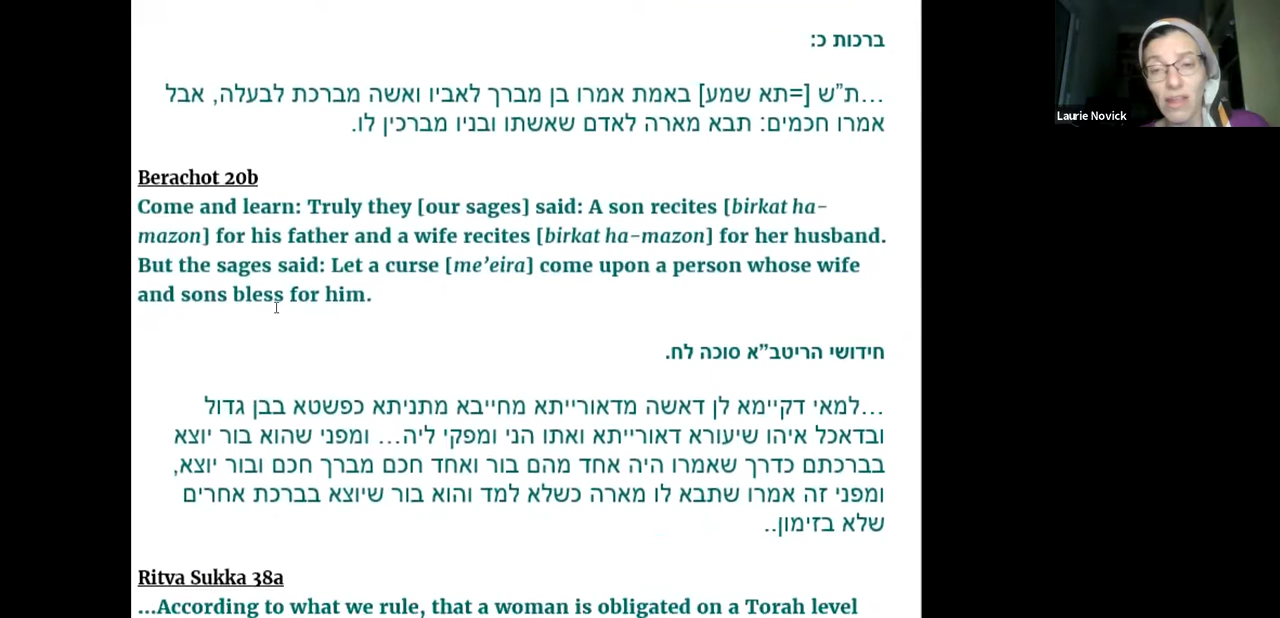 ברכות כ:
...ת"ש [=תא שמע] באמת אמרו בן מברך לאביו ואשה מברכת לבעלה, אבל
אמרו חכמים: תבא מארה לאדם שאשתו ובניו מברכין לו.
Berachot 20b
Come and learn: Truly they [our sages] said: A son recites [birkat ha-
mazon] for his father and a wife recites [birkat ha-mazon] for her husband.
But the sages said: Let a curse [me’eira] come upon a person whose wife
and sons bless for him.
חידושי הריטב”א סוכה לח.
...למאי דקיימא לן דאשה מדאורייתא מחייבא מתניתא כפשטא בבן גדול
ובדאכל איהו שיעורא דאורייתא ואתו הני ומפקי ליה... ומפני שהוא בור יוצא
בברכתם כדרך שאמרו היה אחד מהם בור ואחד חכם מברך חכם ובור יוצא,
ומפני זה אמרו שתבא לו מארה כשלא למד והוא בור שיוצא בברכת אחרים
שלא בזימון..
Ritva Sukka 38a
...According to what we rule, that a woman is obligated on a Torah level
Laurie Novick